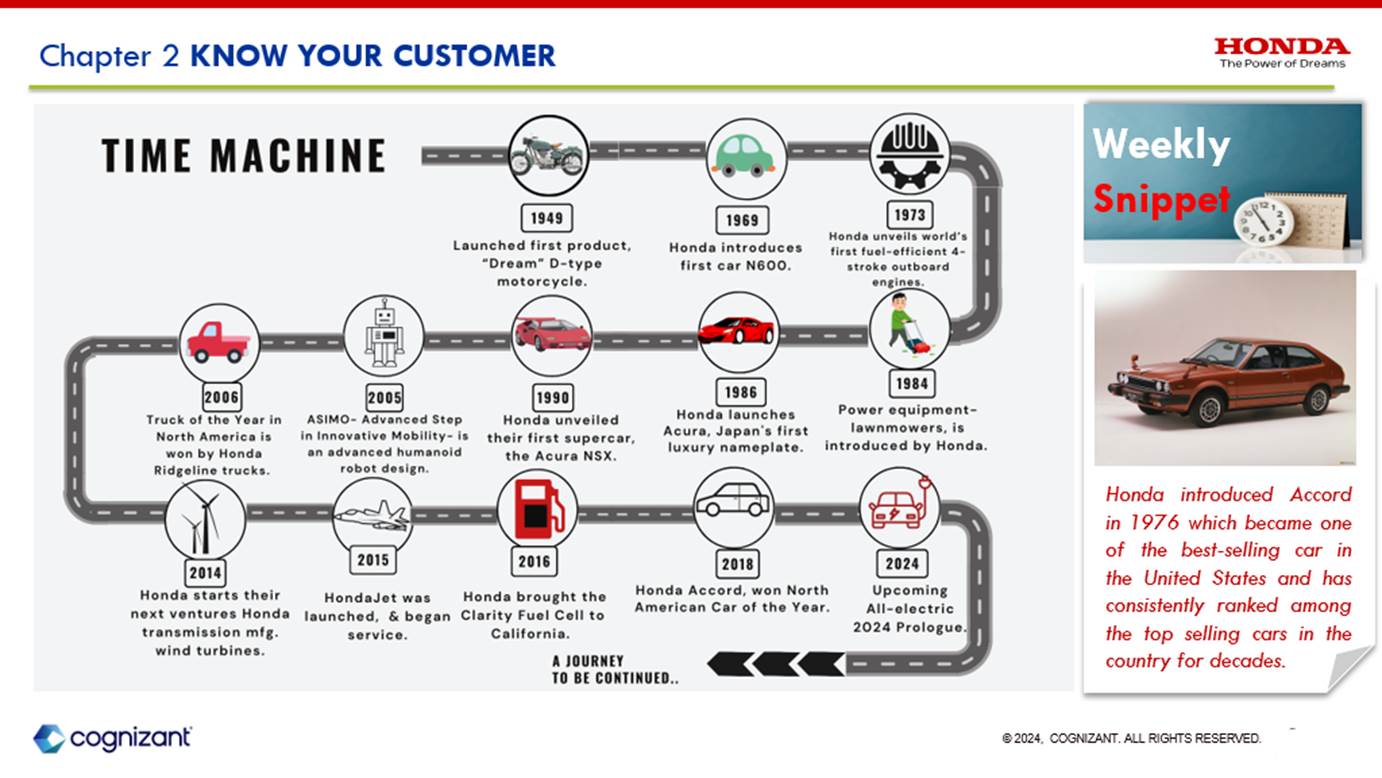 Chapter 2 KNOW YOUR CUSTOMER
HONDA
The Power of Dreams
TIME MACHINE
1949
Launched first product,
“Dream” D-type
motorcycle.
1969
Honda introduces
first car N600.
1973
Honda unveils world’s
first fuel-efficient 4-
stroke outboard
engines.
2006
Truck of the Year in
North America is
won by Honda
Ridgeline trucks.
2005
ASIMO- Advanced Step
in Innovative Mobility- is
an advanced humanoid
robot design.
1990
Honda unveiled
their first supercar,
the Acura NSX.
1986
Honda launches
Acura, Japan's first
luxury nameplate.
1984
Power equipment-
lawnmowers, is
introduced by Honda.
2014
Honda starts their
next ventures Honda
transmission mfg.
wind turbines.
2015
HondaJet was
launched, & began
service.
2016
Honda brought the
Clarity Fuel Cell to
California.
2018
Honda Accord, won North
American Car of the Year.
2024
Upcoming
All-electric
2024 Prologue.
A JOURNEY
TO BE CONTINUED..
Weekly
Snippet
Honda introduced Accord
in 1976 which became one
of the best-selling car in
the United States and has
consistently ranked among
the top selling cars in the
country for decades.
cognizant
© 2024, COGNIZANT. ALL RIGHTS RESERVED.